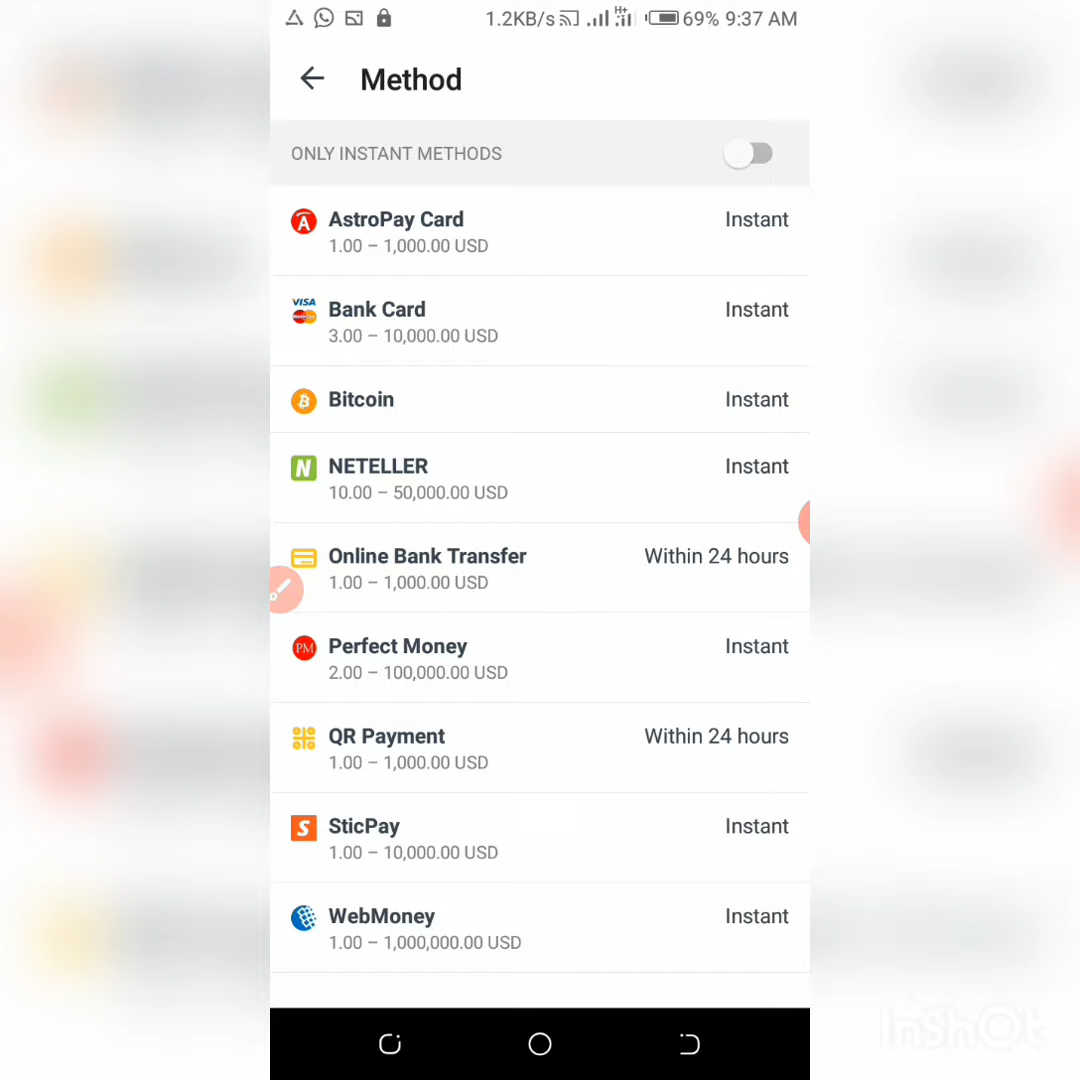 1.2KB/s H+ 69% 9:37 AM
Method
ONLY INSTANT METHODS
AstroPay Card Instant
1.00 – 1,000.00 USD
VISA Bank Card Instant
3.00 – 10,000.00 USD
Bitcoin Instant
N NETELLER Instant
10.00 – 50,000.00 USD
Online Bank Transfer Within 24 hours
1.00 – 1,000.00 USD
PM Perfect Money Instant
2.00 – 100,000.00 USD
QR Payment Within 24 hours
1.00 – 1,000.00 USD
S SticPay Instant
1.00 – 10,000.00 USD
WebMoney Instant
1.00 – 1,000,000.00 USD
InShOt